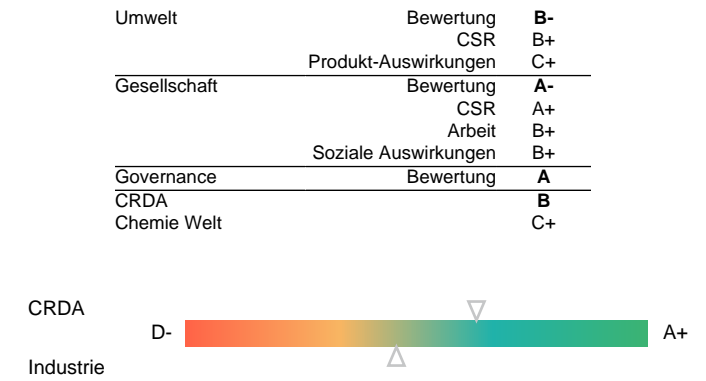 Umwelt Bewertung B-
CSR B+
Produkt-Auswirkungen C+
Gesellschaft Bewertung A-
CSR A+
Arbeit B+
Soziale Auswirkungen B+
Governance Bewertung A
CRDA B
Chemie Welt C+
CRDA
D- A+
Industrie